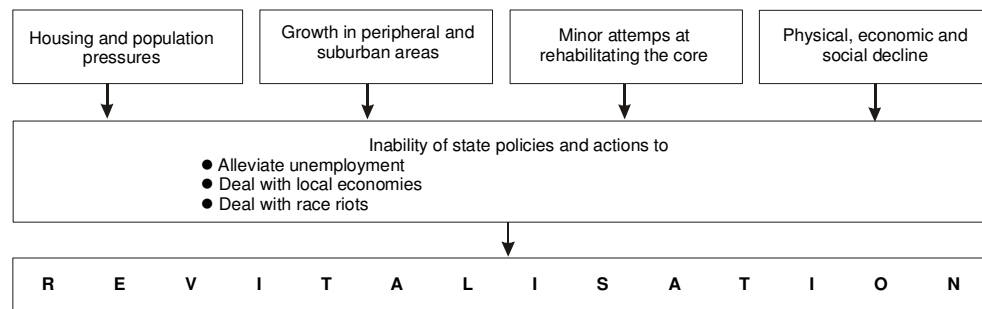 Housing and population
pressures
Growth in peripheral and
suburban areas
Minor attemps at
rehabilitating the core
Physical, economic and
social decline
Inability of state policies and actions to
● Alleviate unemployment
● Deal with local economies
● Deal with race riots
R E V I T A L I S A T I O N